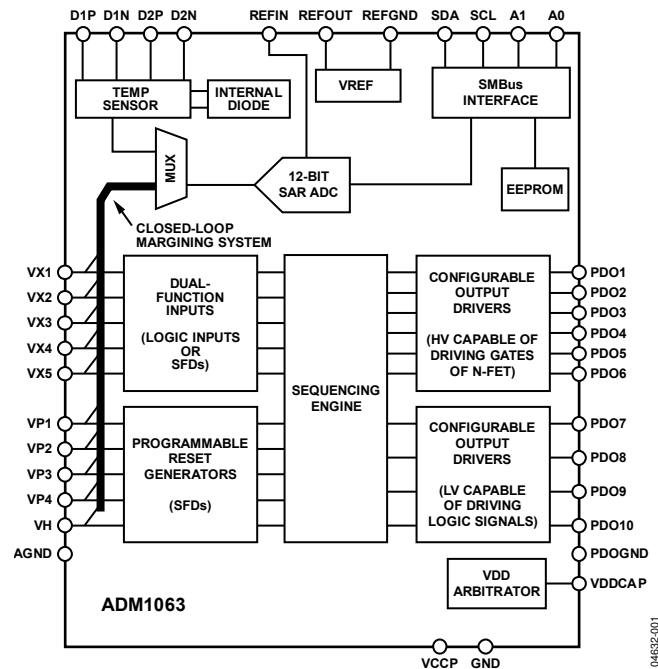 D1P D1N D2P D2N REFIN REFOUT REFGND SDA SCL A1 A0
TEMP
SENSOR
INTERNAL
DIODE
VREF
SMBus
INTERFACE
MUX
12-BIT
SAR ADC
EEPROM
CLOSED-LOOP
MARGINING SYSTEM
VX1
VX2
VX3
VX4
VX5
DUAL-
FUNCTION
INPUTS
(LOGIC INPUTS
OR
SFDs)
SEQUENCING
ENGINE
CONFIGURABLE
OUTPUT
DRIVERS
(HV CAPABLE OF
DRIVING GATES
OF N-FET)
PDO1
PDO2
PDO3
PDO4
PDO5
PDO6
VP1
VP2
VP3
VP4
VH
AGND
PROGRAMMABLE
RESET
GENERATORS
(SFDs)
CONFIGURABLE
OUTPUT
DRIVERS
(LV CAPABLE
OF DRIVING
LOGIC SIGNALS)
PDO7
PDO8
PDO9
PDO10
PDOGND
VDD
ARBITRATOR
VDDCAP
ADM1063
VCCP GND
04632-001